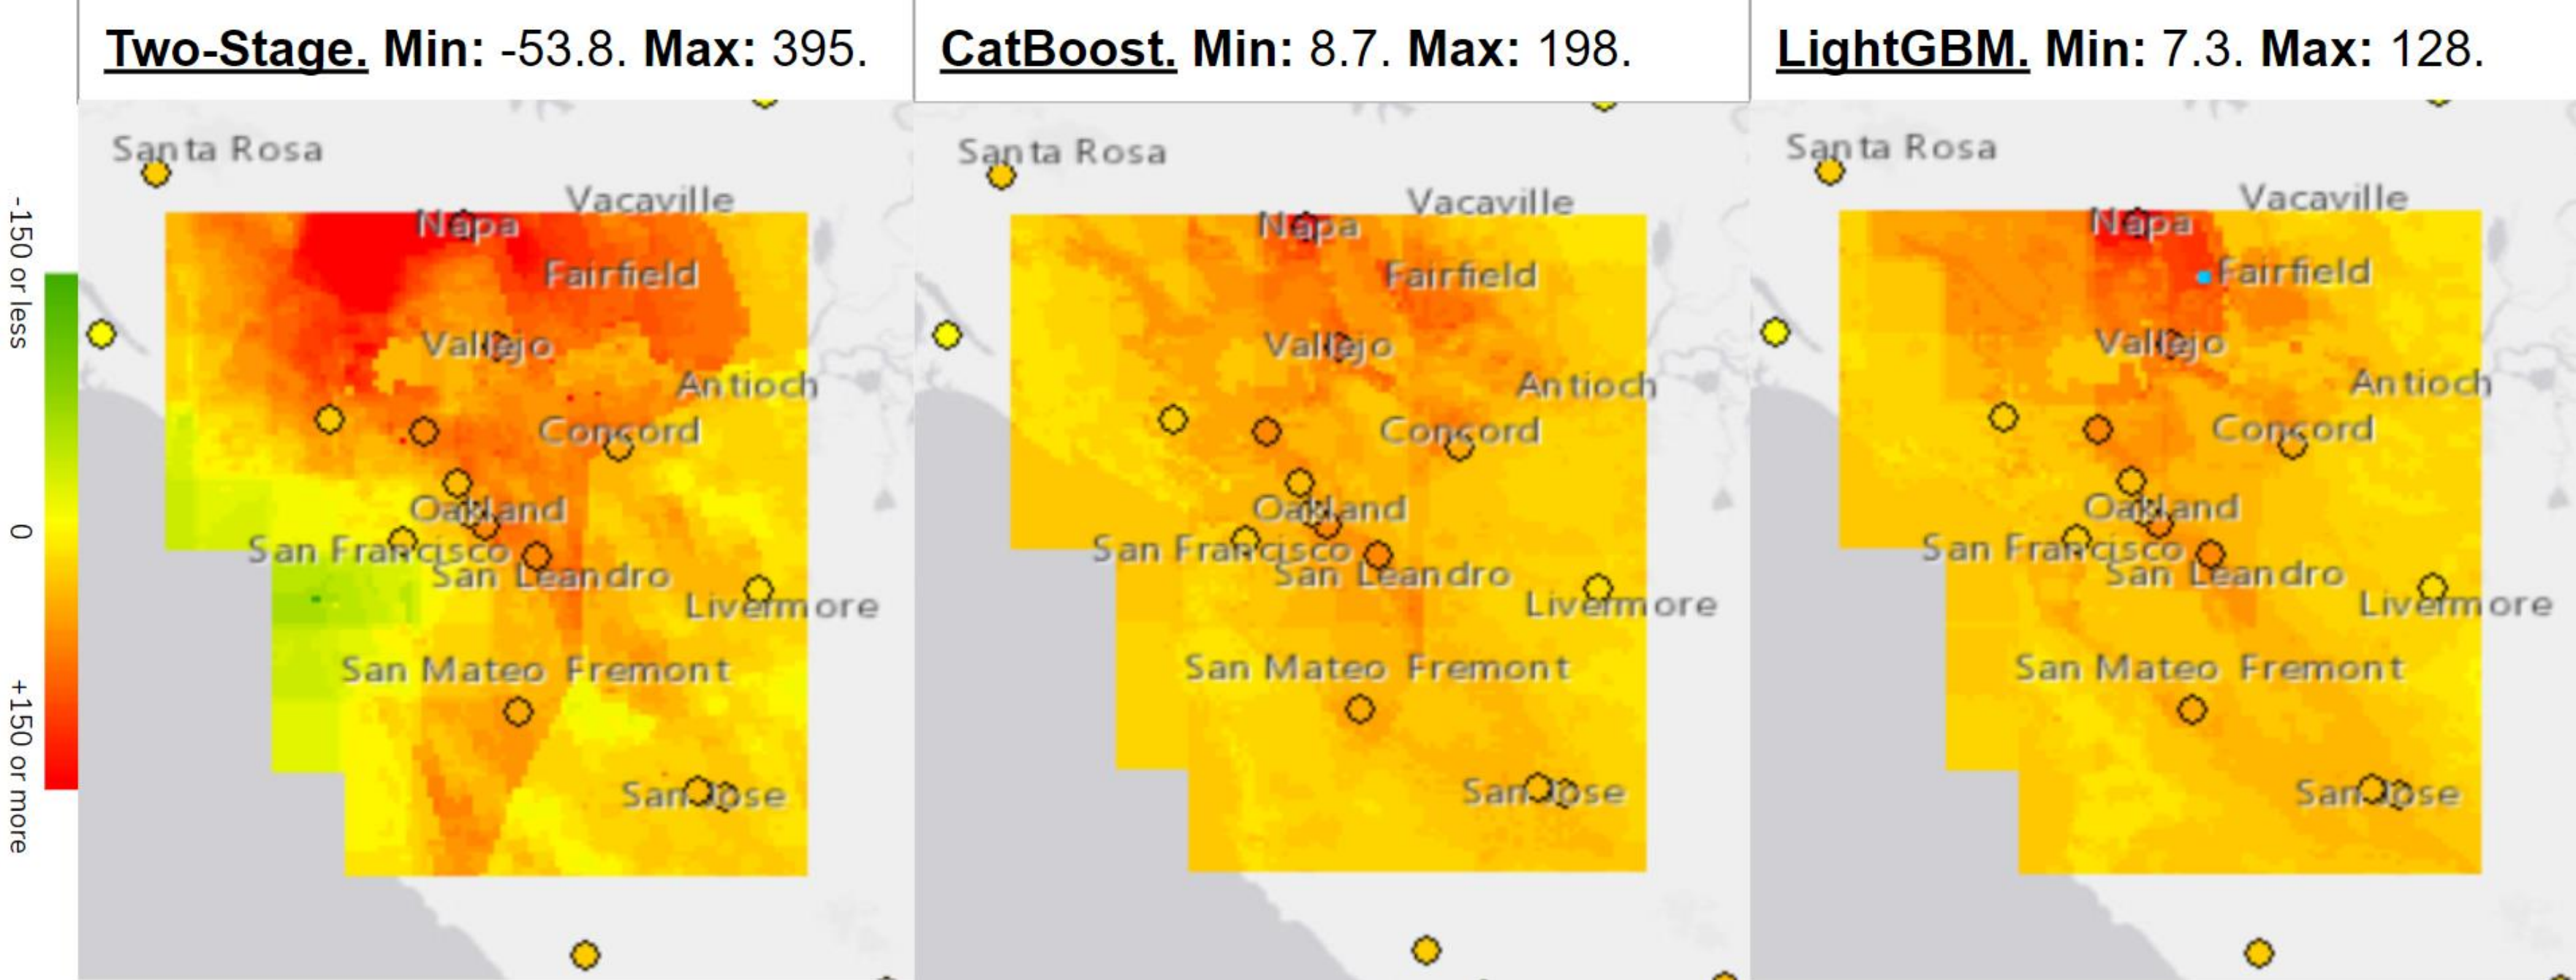 Two-Stage. Min: -53.8. Max: 395.
CatBoost. Min: 8.7. Max: 198.
LightGBM. Min: 7.3. Max: 128.
-150 or less
0
+150 or more
Santa Rosa
Vacaville
Napa
Fairfield
Vallejo
Antioch
Concord
Oakland
San Francisco
San Leandro
Livermore
San Mateo
Fremont
San Jose
Santa Rosa
Vacaville
Napa
Fairfield
Vallejo
Antioch
Concord
Oakland
San Francisco
San Leandro
Livermore
San Mateo
Fremont
San Jose
Santa Rosa
Vacaville
Napa
Fairfield
Vallejo
Antioch
Concord
Oakland
San Francisco
San Leandro
Livermore
San Mateo
Fremont
San Jose